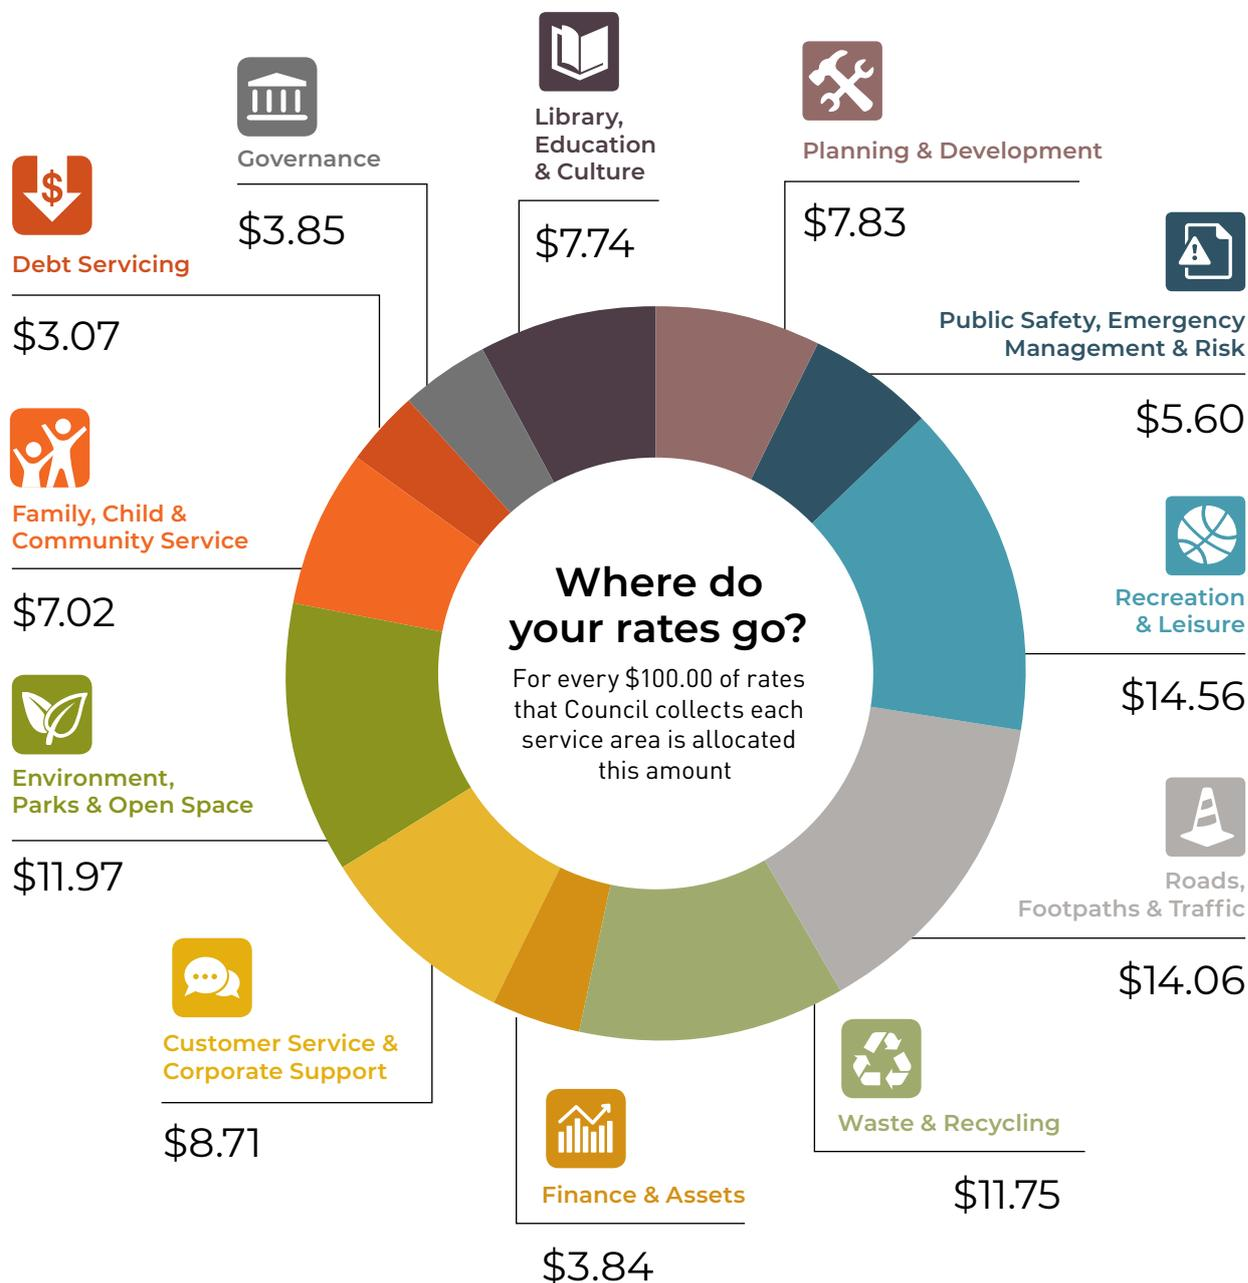 Library,
Education
& Culture
$7.74
Planning & Development
$7.83
Public Safety, Emergency
Management & Risk
$5.60
Recreation
& Leisure
$14.56
Roads,
Footpaths & Traffic
$14.06
Waste & Recycling
$11.75
Finance & Assets
$3.84
Customer Service &
Corporate Support
$8.71
Environment,
Parks & Open Space
$11.97
Family, Child &
Community Service
$7.02
$
Debt Servicing
$3.07
Governance
$3.85
Where do
your rates go?
For every $100.00 of rates
that Council collects each
service area is allocated
this amount